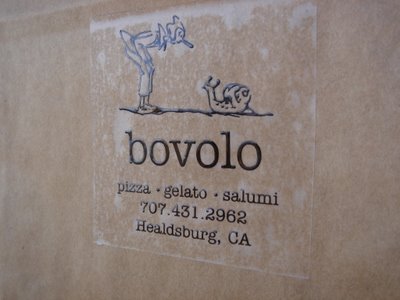 bovolo
pizza • gelato • salumi
707.431.2962
Healdsburg, CA